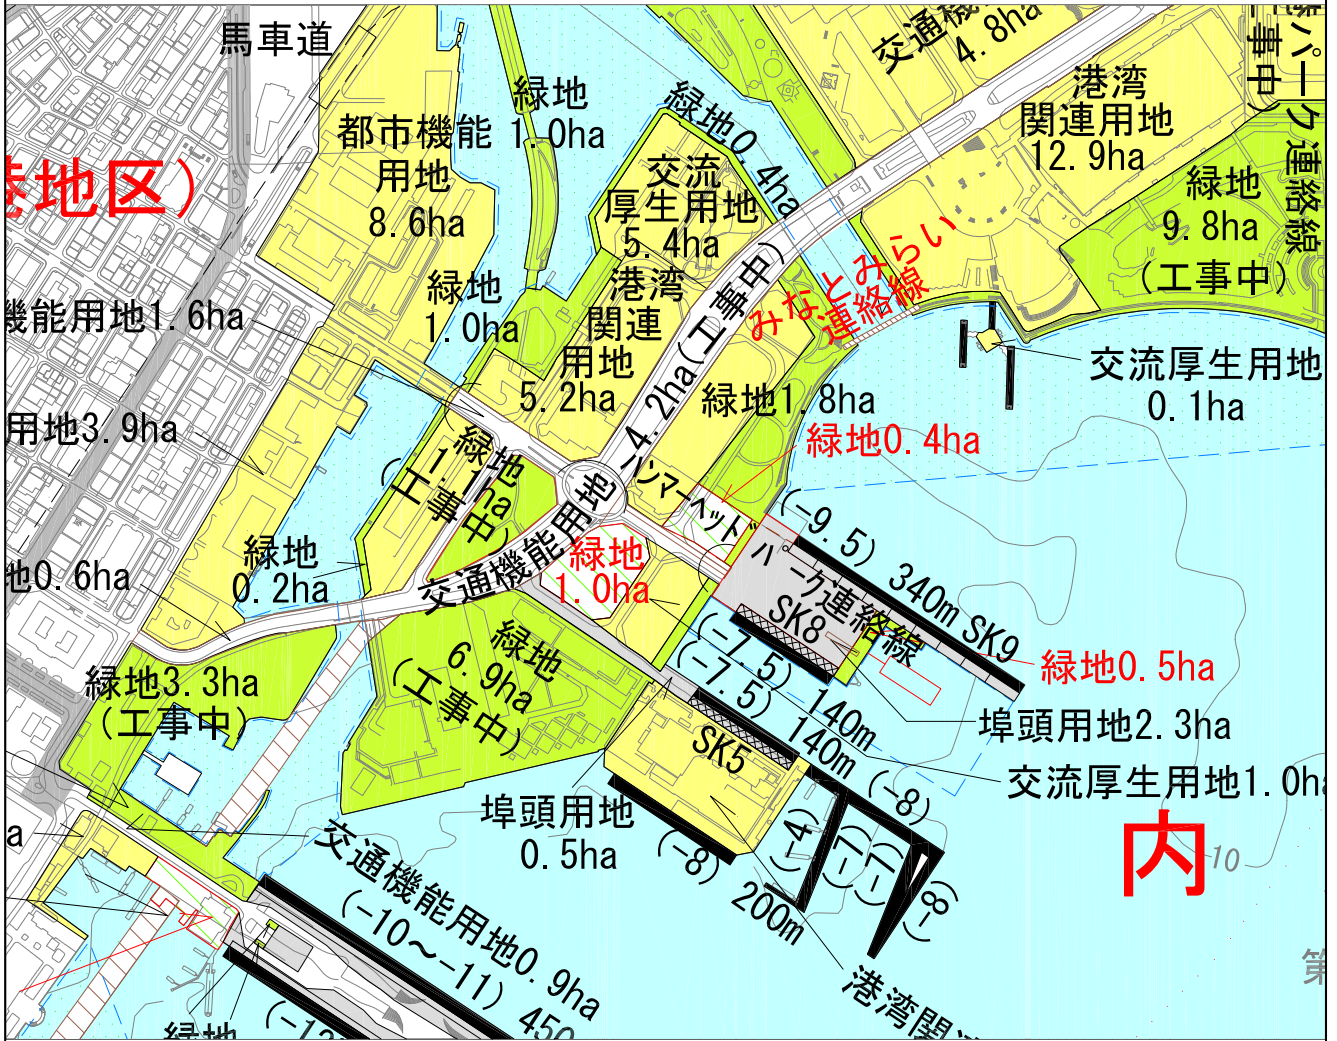 馬車道
緑地
1.0ha
都市機能
用地
8.6ha
緑地0.4ha
交流
厚生用地
5.4ha
港湾
関連
用地
5.2ha
4.8ha
港湾
関連用地
12.9ha
緑地
9.8ha
(工事中)
パーク連絡線
工事中)
港地区)
機能用地1.6ha
緑地
1.0ha
みなとみらい
連絡線
交流厚生用地
0.1ha
用地3.9ha
緑地1.8ha
緑地0.4ha
緑地
1.1ha
(工事中)
交通機能用地 4.2ha(工事中)
ハンマーヘッド
パーク連絡線
地0.6ha
緑地
0.2ha
緑地
1.0ha
(-9.5) 340m SK9
SK8
(-7.5) 140m
(-7.5) 140m
緑地0.5ha
埠頭用地2.3ha
交流厚生用地1.0ha
緑地3.3ha
(工事中)
緑地
6.9ha
(工事中)
SK5
埠頭用地
0.5ha
(-8) 200m
(-8)
(-4)
(-7)
(-7)
(-8)
内
10
第
a
交通機能用地0.9ha
(-10～-11) 450
港湾関連
緑地
(-12